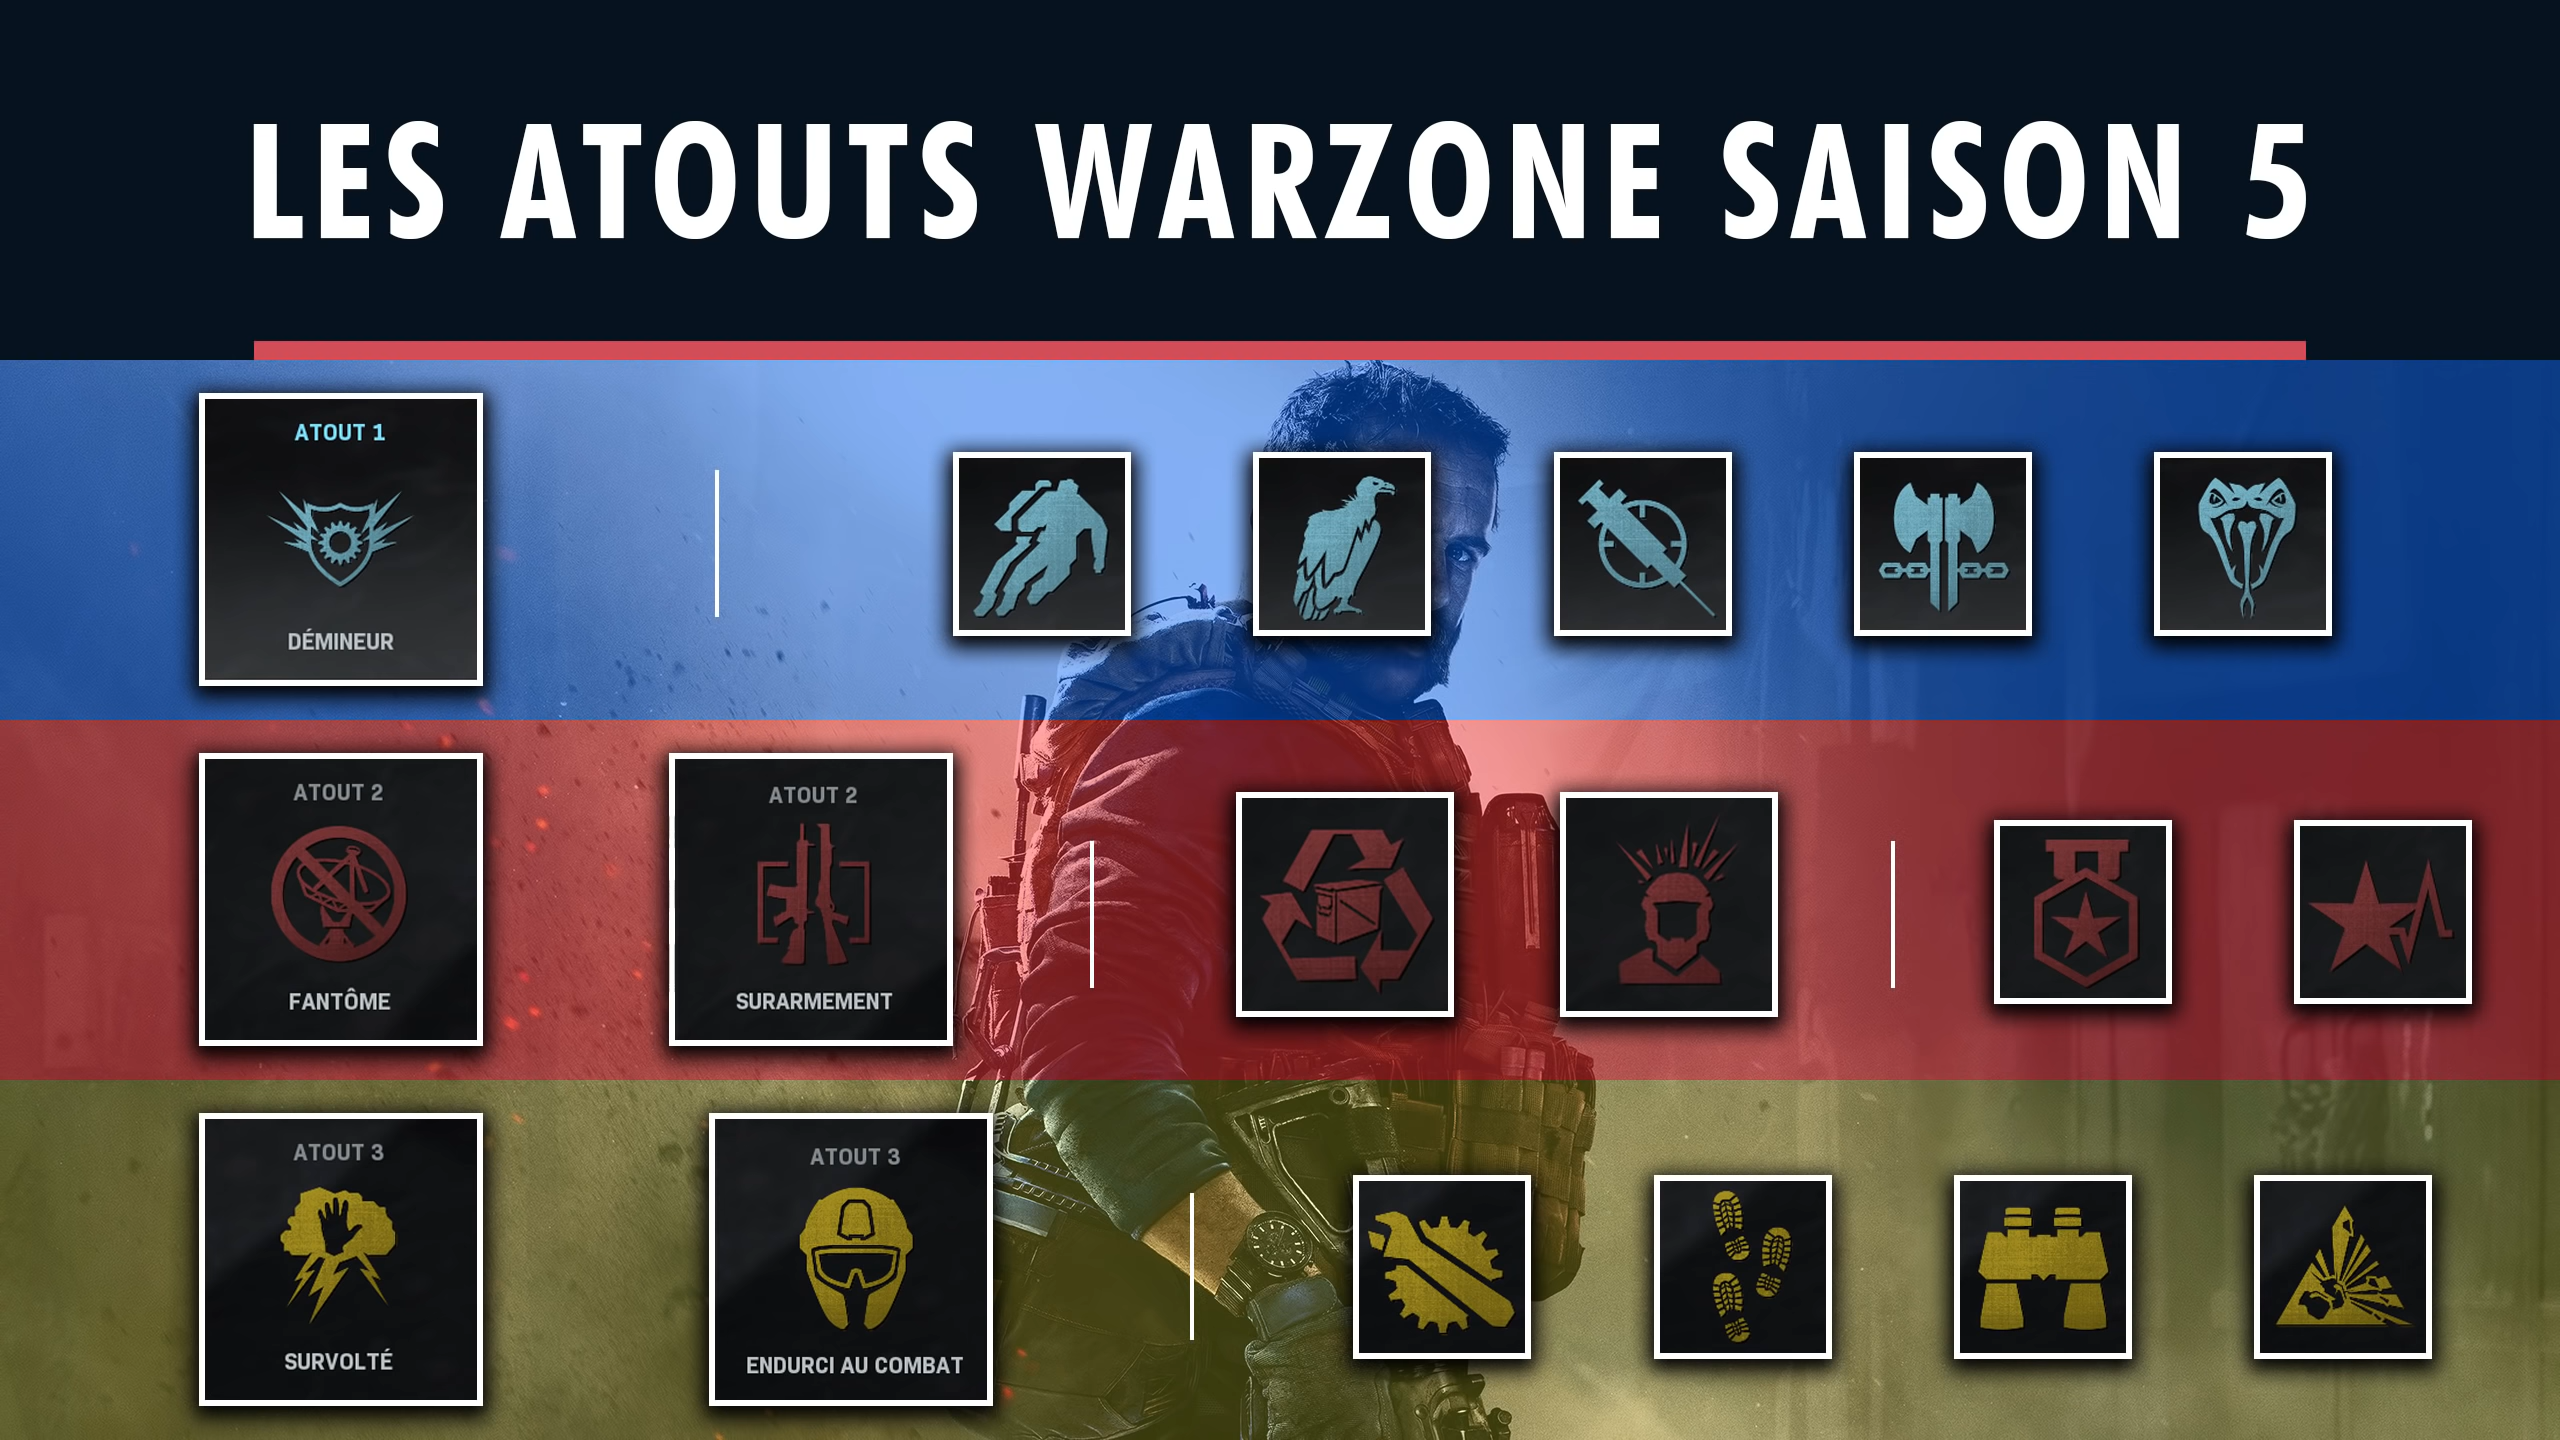 LES ATOUTS WARZONE SAISON 5
ATOUT 1
DÉMINEUR
ATOUT 2
FANTÔME
ATOUT 2
SURARMEMENT
ATOUT 3
SURVOLTÉ
ATOUT 3
ENDURCI AU COMBAT